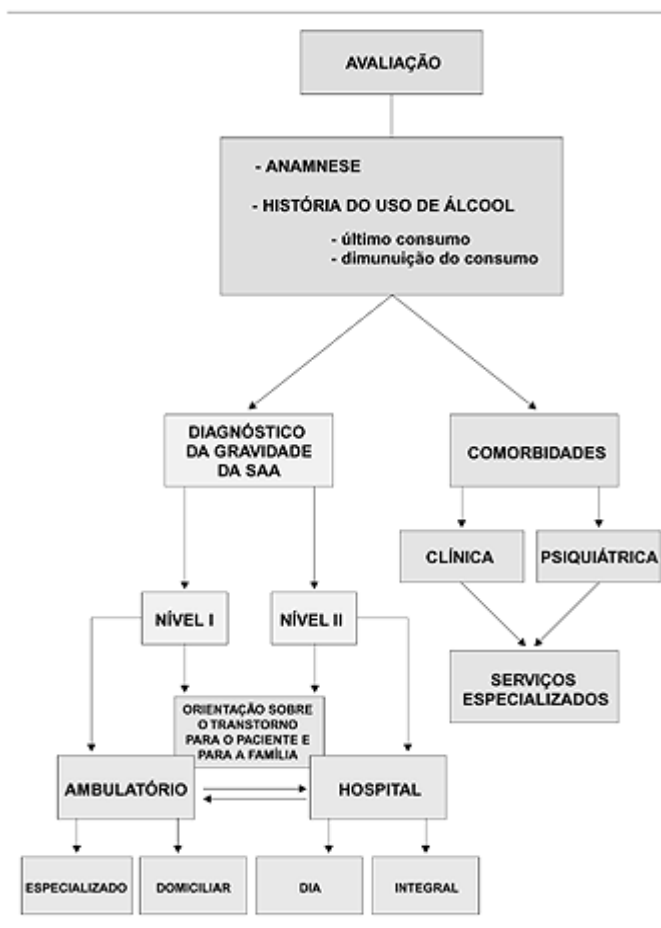 AVALIAÇÃO
- ANAMNESE
- HISTÓRIA DO USO DE ÁLCOOL
- último consumo
- dimunuição do consumo
DIAGNÓSTICO
DA GRAVIDADE
DA SAA
COMORBIDADES
CLÍNICA
PSIQUIÁTRICA
NÍVEL I
NÍVEL II
SERVIÇOS
ESPECIALIZADOS
ORIENTAÇÃO SOBRE
O TRANSTORNO
PARA O PACIENTE E
PARA A FAMÍLIA
AMBULATÓRIO
HOSPITAL
ESPECIALIZADO
DOMICILIAR
DIA
INTEGRAL